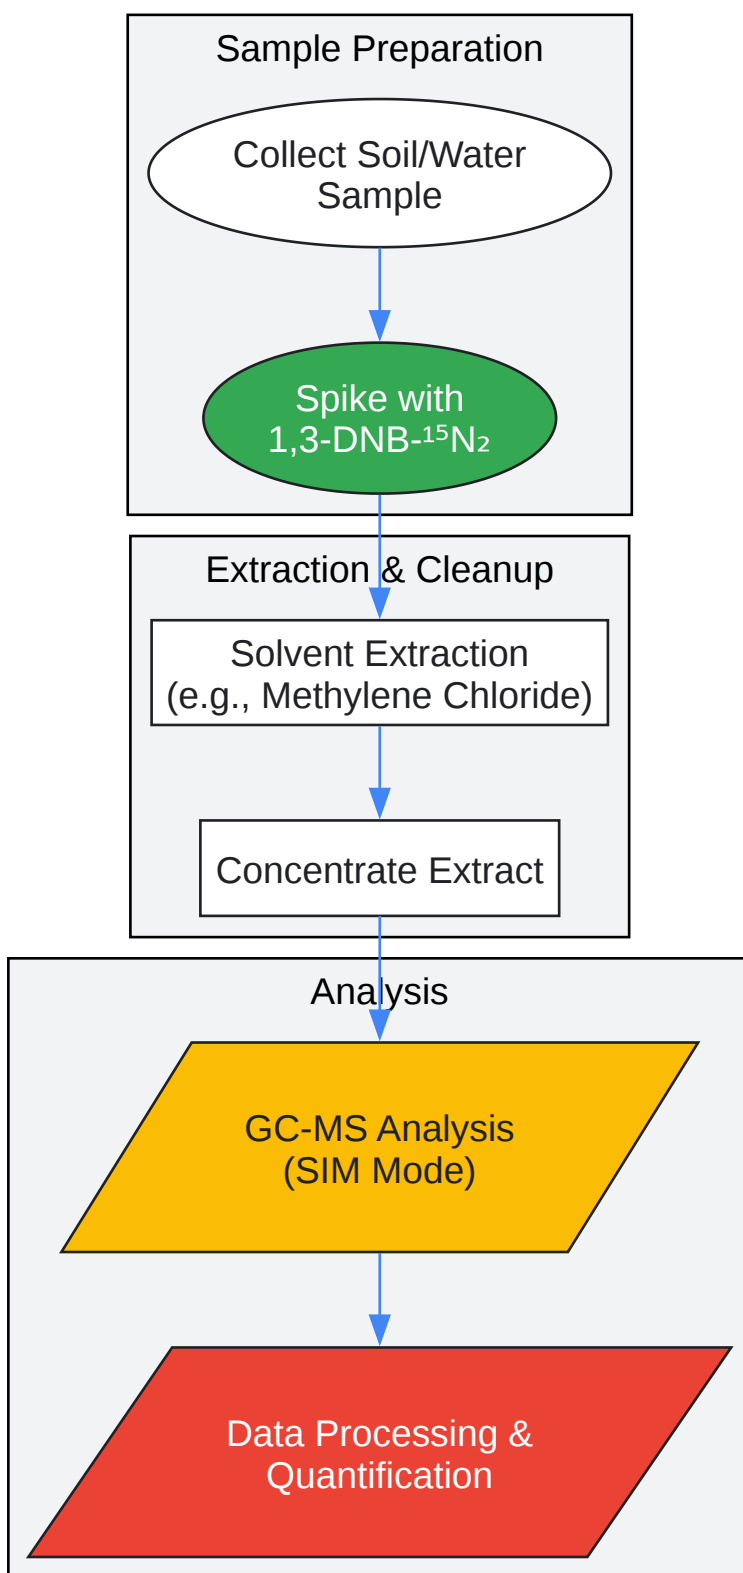 Sample Preparation
Collect Soil/Water
Sample
Spike with
1,3-DNB-¹⁵N₂
Extraction & Cleanup
Solvent Extraction
(e.g., Methylene Chloride)
Concentrate Extract
Analysis
GC-MS Analysis
(SIM Mode)
Data Processing &
Quantification